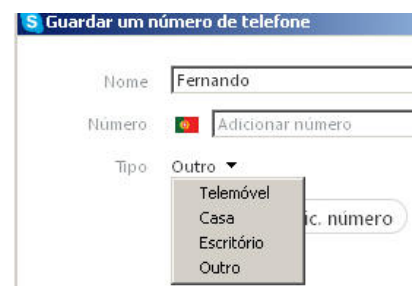 S Guardar um número de telefone
Nome Fernando
Número Adicionar número
Tipo Outro
Telemóvel
Casa
ic. número
Escritório
Outro